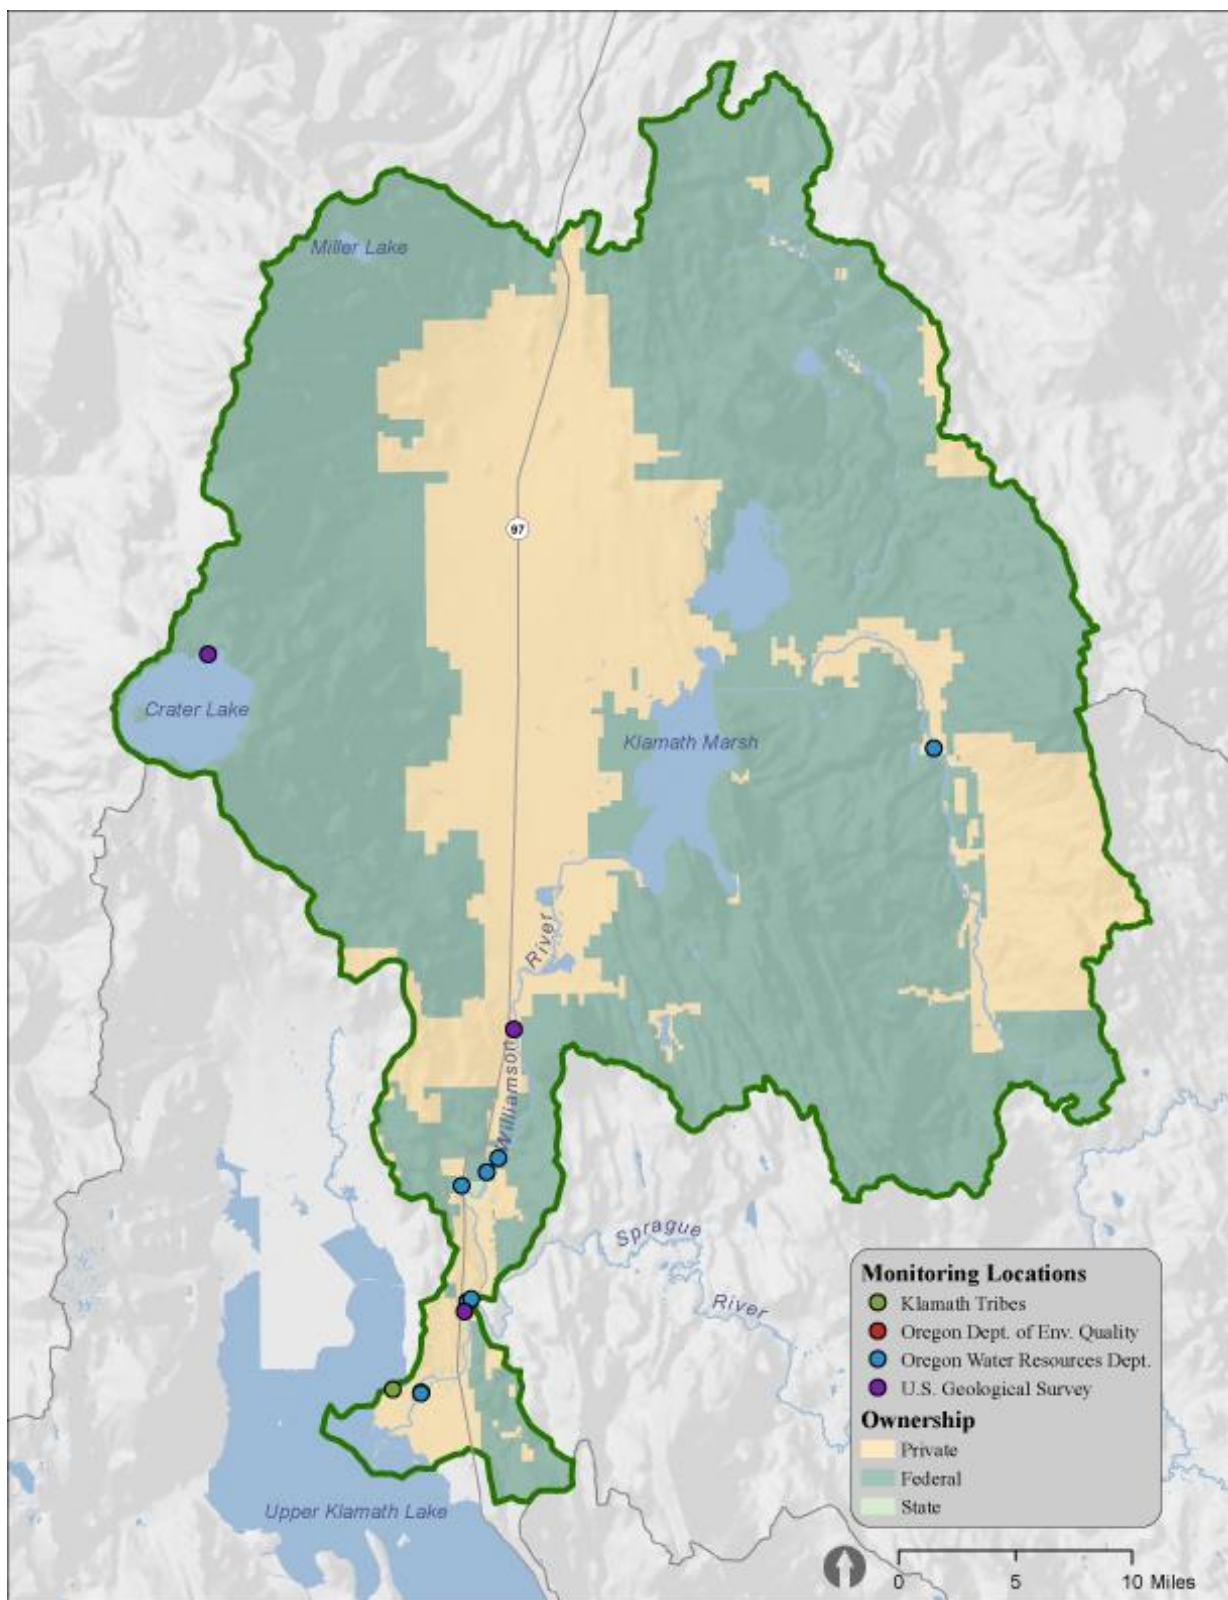 Miller Lake
97
Crater Lake
Klamath Marsh
River
Williamson
Sprague
River
Upper Klamath Lake
Monitoring Locations
Klamath Tribes
Oregon Dept. of Env. Quality
Oregon Water Resources Dept.
U.S. Geological Survey
Ownership
Private
Federal
State
0 5 10 Miles